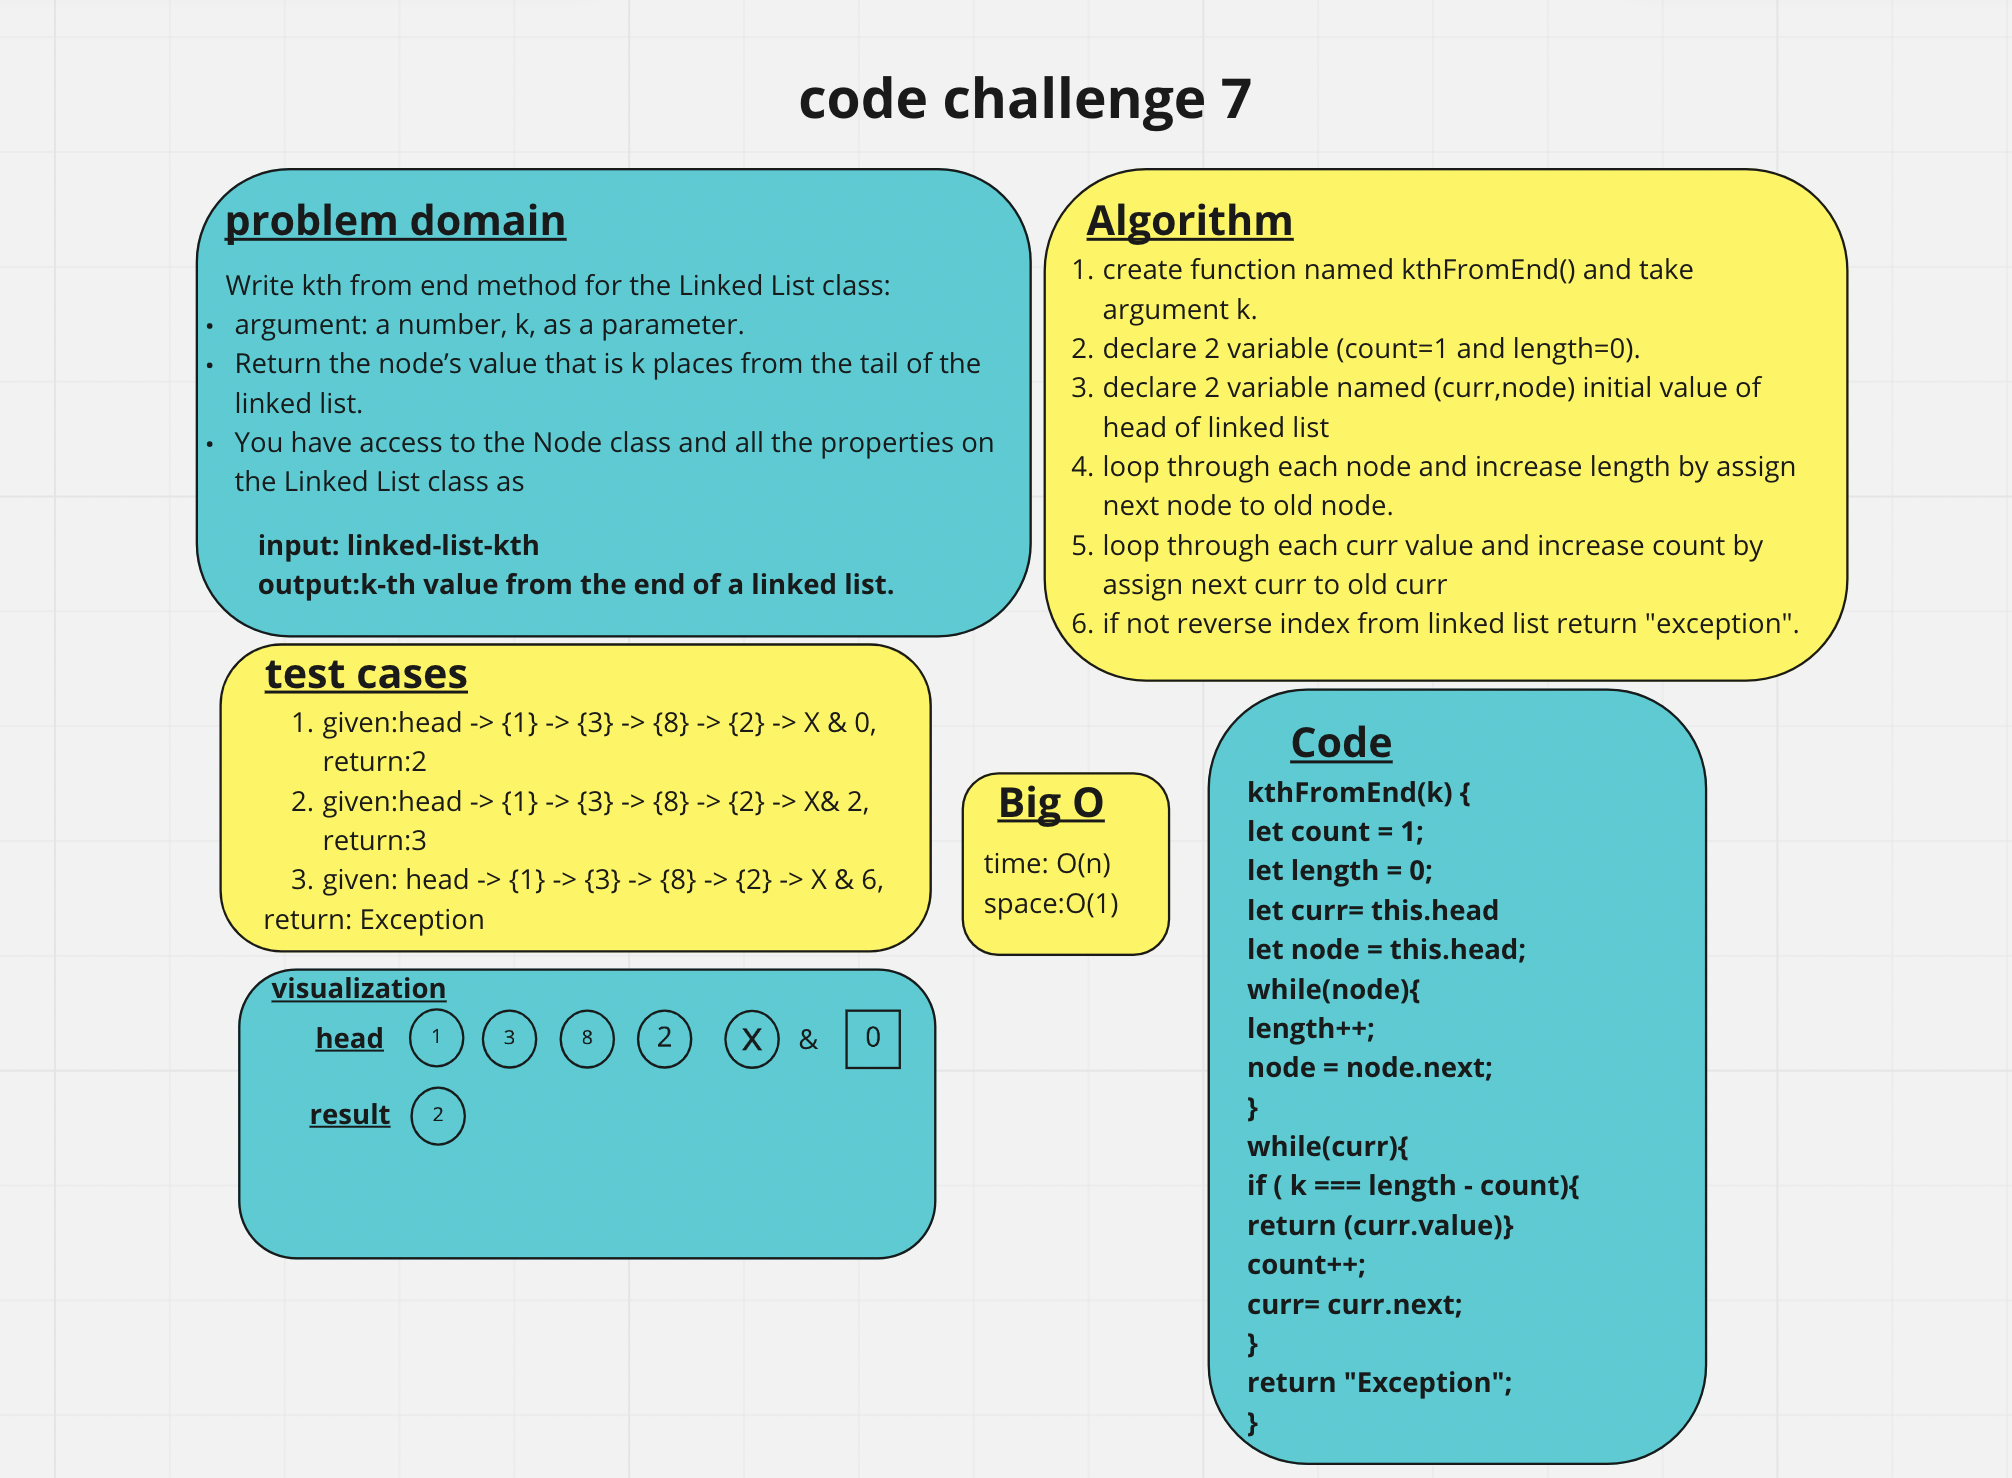 code challenge 7
problem domain
Write kth from end method for the Linked List class:
• argument: a number, k, as a parameter.
• Return the node’s value that is k places from the tail of the
linked list.
• You have access to the Node class and all the properties on
the Linked List class as
input: linked-list-kth
output:k-th value from the end of a linked list.
Algorithm
1. create function named kthFromEnd() and take
argument k.
2. declare 2 variable (count=1 and length=0).
3. declare 2 variable named (curr,node) initial value of
head of linked list
4. loop through each node and increase length by assign
next node to old node.
5. loop through each curr value and increase count by
assign next curr to old curr
6. if not reverse index from linked list return "exception".
test cases
1. given:head -> {1} -> {3} -> {8} -> {2} -> X & 0,
return:2
2. given:head -> {1} -> {3} -> {8} -> {2} -> X& 2,
return:3
3. given: head -> {1} -> {3} -> {8} -> {2} -> X & 6,
return: Exception
Big O
time: O(n)
space:O(1)
visualization
head 1 3 8 2 X & 0
result 2
Code
kthFromEnd(k) {
let count = 1;
let length = 0;
let curr= this.head
let node = this.head;
while(node){
length++;
node = node.next;
}
while(curr){
if ( k === length - count){
return (curr.value)}
count++;
curr= curr.next;
}
return "Exception";
}